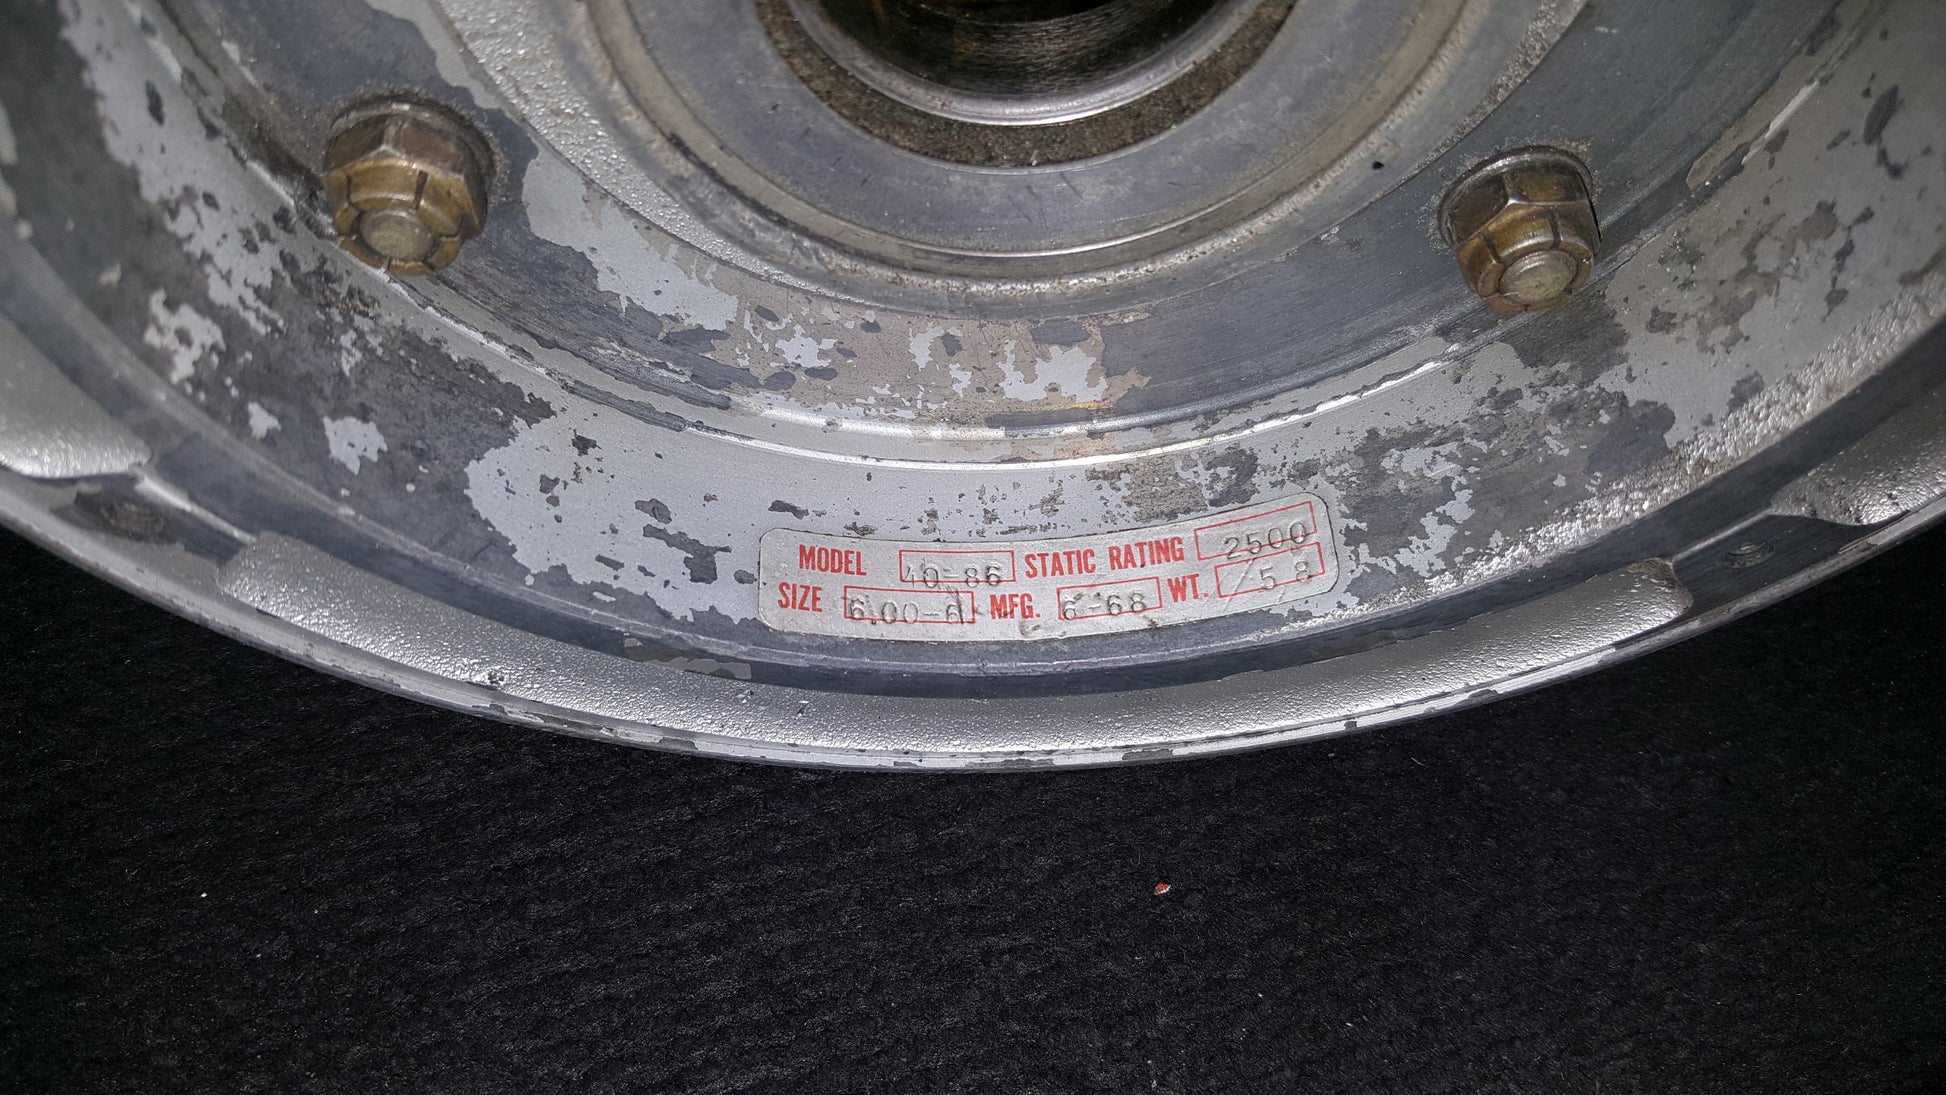 MODEL 40-86 STATIC RATING 2500
SIZE 6.00-6 MFG. 6-68 WT. 5 8